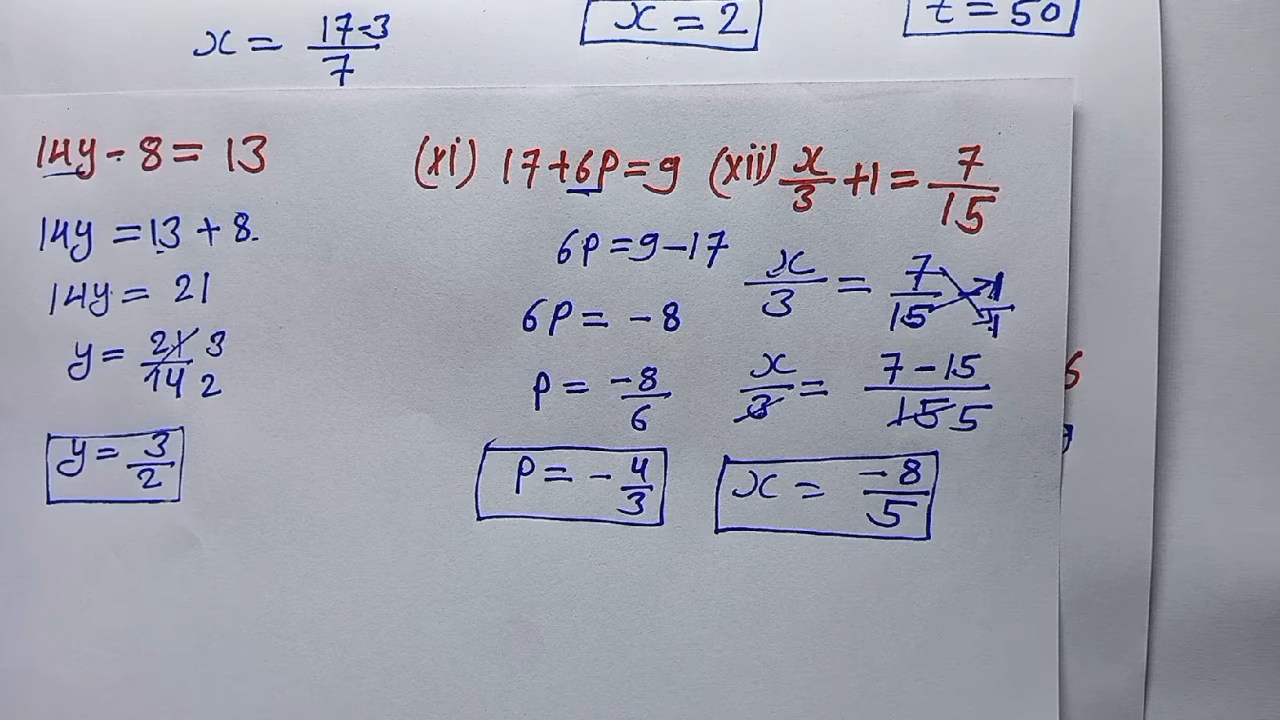 x = 17-3/7
x = 2
t = 50
14y - 8 = 13
14y = 13 + 8.
14y = 21
y = 21/14 3/2
y = 3/2
(xi) 17+6P=9
6P=9-17
6P = -8
P = -8/6
P = -4/3
(xii) x/3 +1 = 7/15
x/3 = 7/15 - 1/1
x/3 = 7-15/15 5
x = -8/5